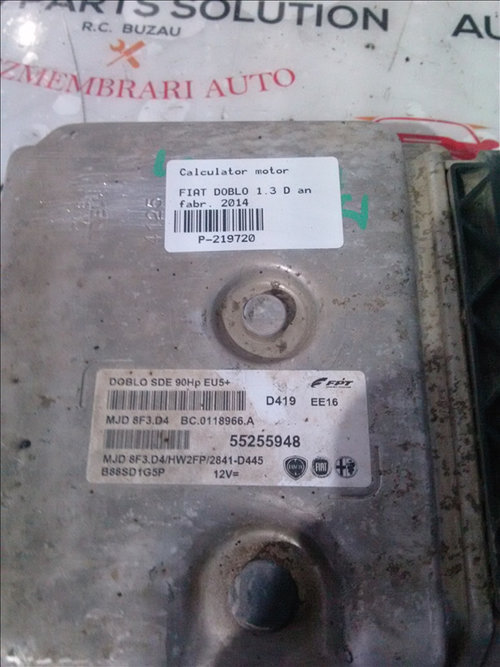 PARTS SOLUTION
R.C. BUZAU
AU
ZMEMBRARI AUTO
Calculator motor
FIAT DOBLO 1.3 D an
fabr. 2014
P-219720
DOBLO SDE 90Hp EU5+
FPT
D419 EE16
MJD 8F3.D4 BC.0118966.A
55255948
MJD 8F3.D4/HW2FP/2841-D445
B88SD1G5P 12V=
FIAT